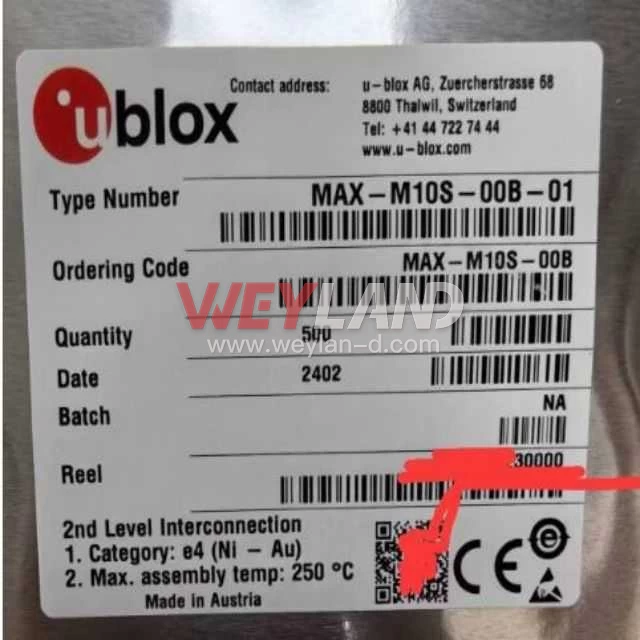 ublox
Contact address:
u-blox AG, Zuercherstrasse 68
8800 Thalwil, Switzerland
Tel: +41 44 722 74 44
www.u-blox.com
Type Number
MAX-M10S-00B-01
Ordering Code
MAX-M10S-00B
WEYLAND
Quantity
500
www.weylan-d.com
Date
2402
Batch
NA
Reel
30000
2nd Level Interconnection
1. Category: e4 (Ni - Au)
2. Max. assembly temp: 250 °C
Made in Austria
CE
e